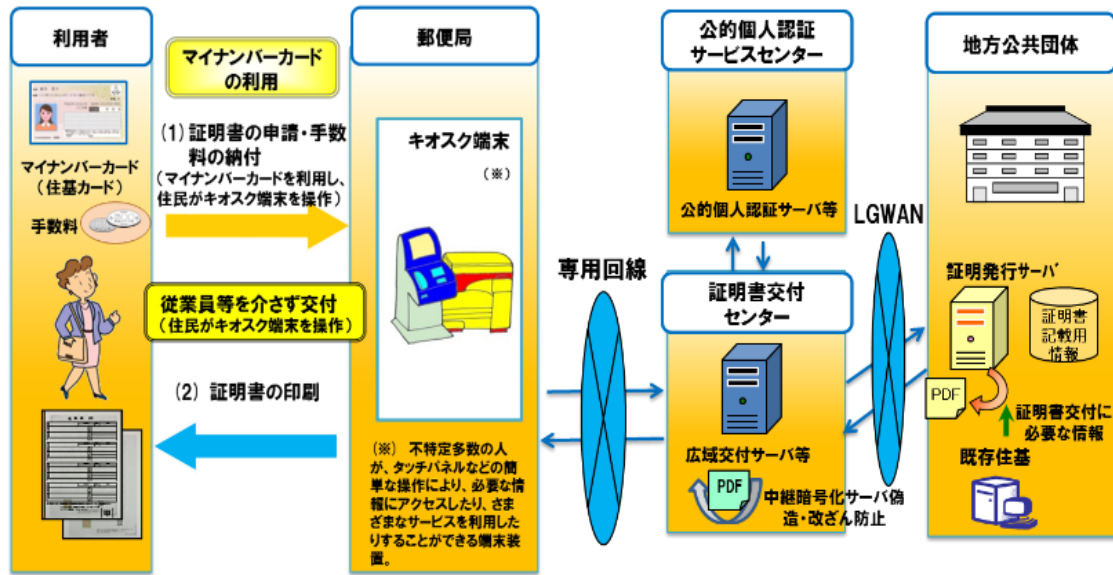 利用者
マイナンバーカード
(住基カード)
手数料
マイナンバーカード
の利用
(1)証明書の申請・手数
料の納付
(マイナンバーカードを利用し、
住民がキオスク端末を操作)
従業員等を介さず交付
(住民がキオスク端末を操作)
(2) 証明書の印刷
郵便局
キオスク端末
(※)
(※) 不特定多数の人
が、タッチパネルなどの簡
単な操作により、必要な情
報にアクセスしたり、さま
ざまなサービスを利用した
りすることができる端末装
置。
専用回線
公的個人認証
サービスセンター
公的個人認証サーバ等
証明書交付
センター
広域交付サーバ等
PDF
中継暗号化サーバ偽
造・改ざん防止
LGWAN
地方公共団体
証明発行サーバ
証明書
記載用
情報
PDF
証明書交付に
必要な情報
既存住基